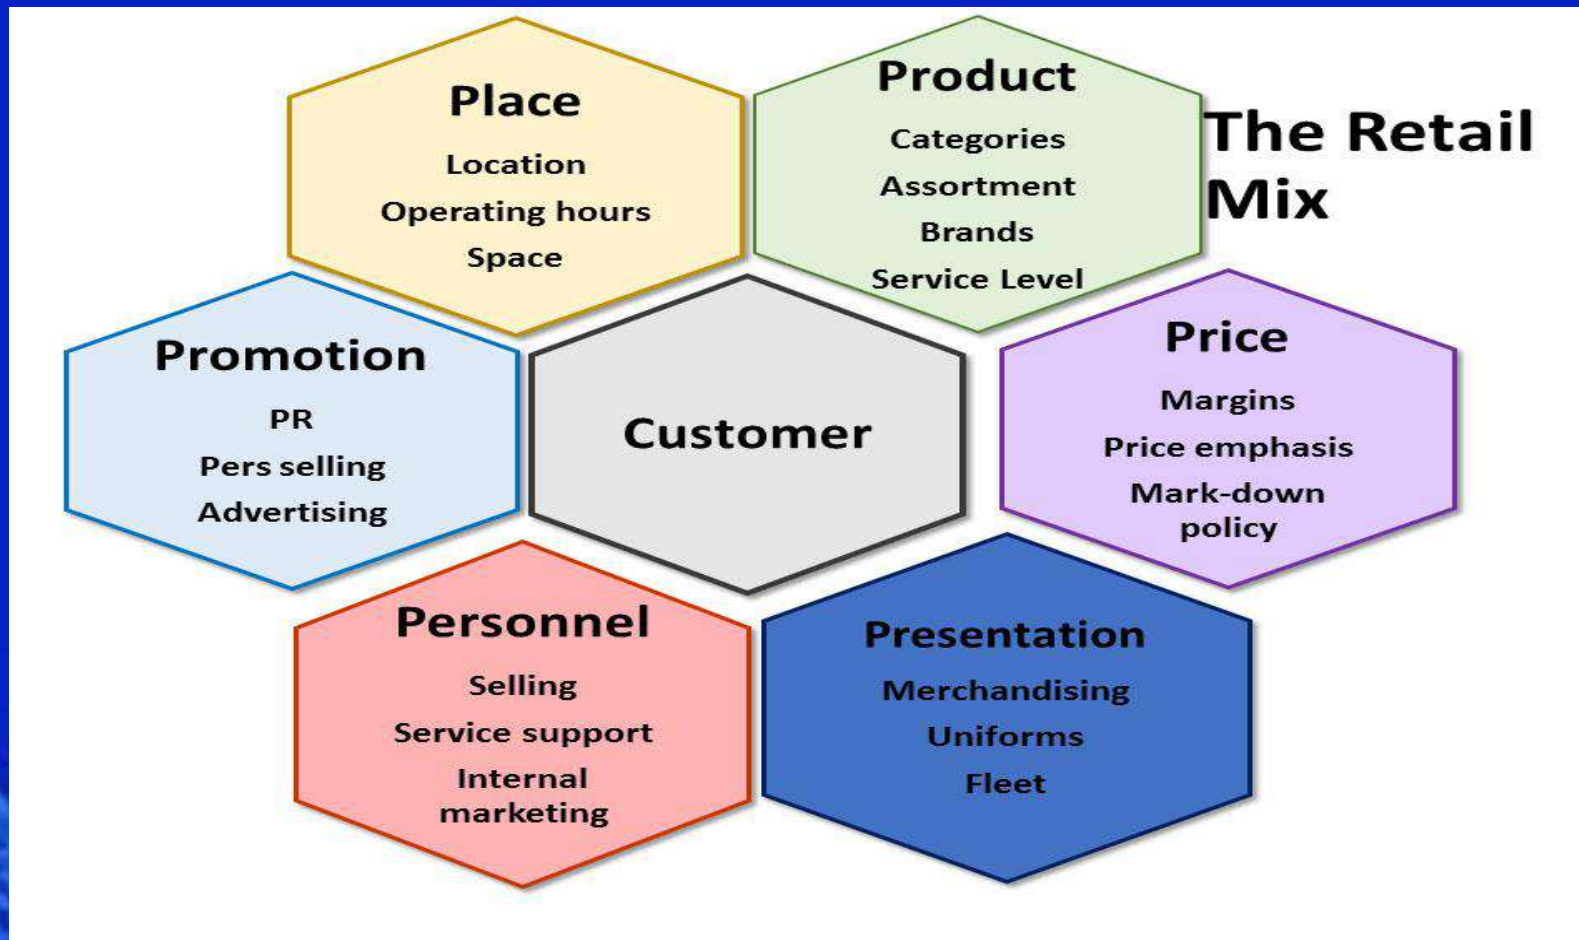 The Retail
Mix
Place
Location
Operating hours
Space
Product
Categories
Assortment
Brands
Service Level
Promotion
PR
Pers selling
Advertising
Customer
Price
Margins
Price emphasis
Mark-down
policy
Personnel
Selling
Service support
Internal
marketing
Presentation
Merchandising
Uniforms
Fleet